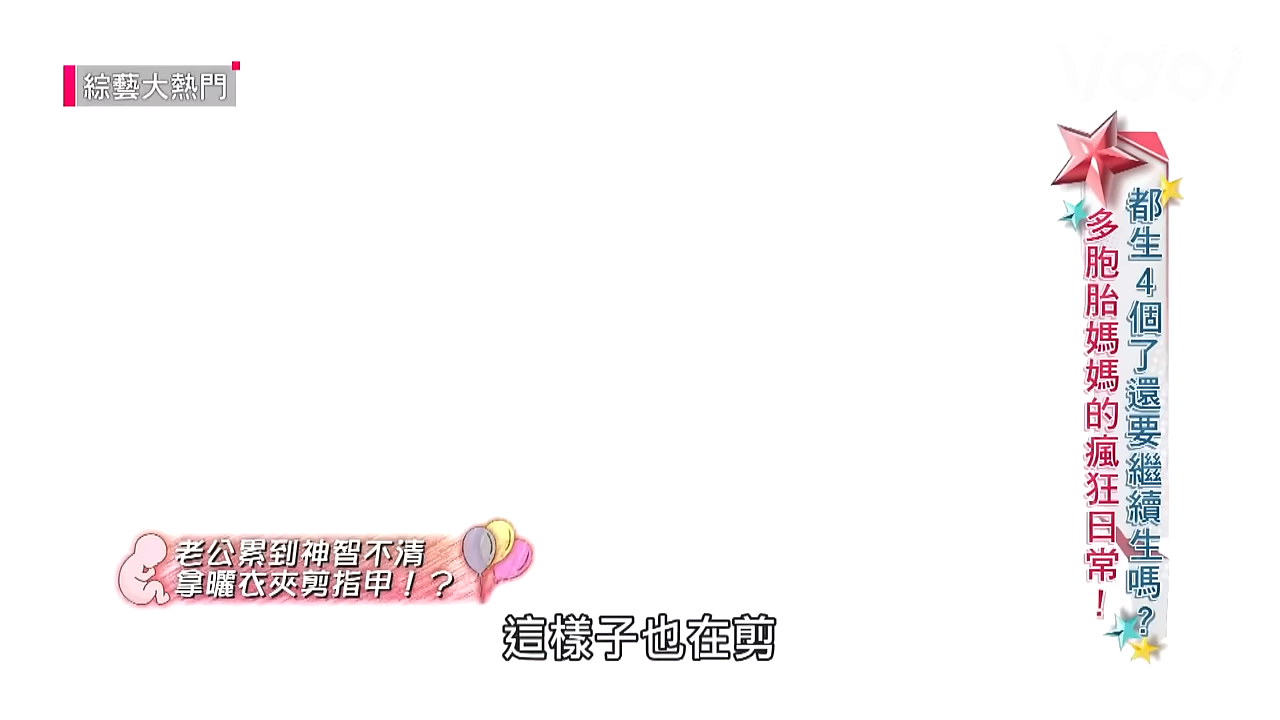 綜藝大熱門
都生4個了還要繼續生嗎?
多胞胎媽媽的瘋狂日常!
老公累到神智不清
拿曬衣夾剪指甲!?
這樣子也在剪